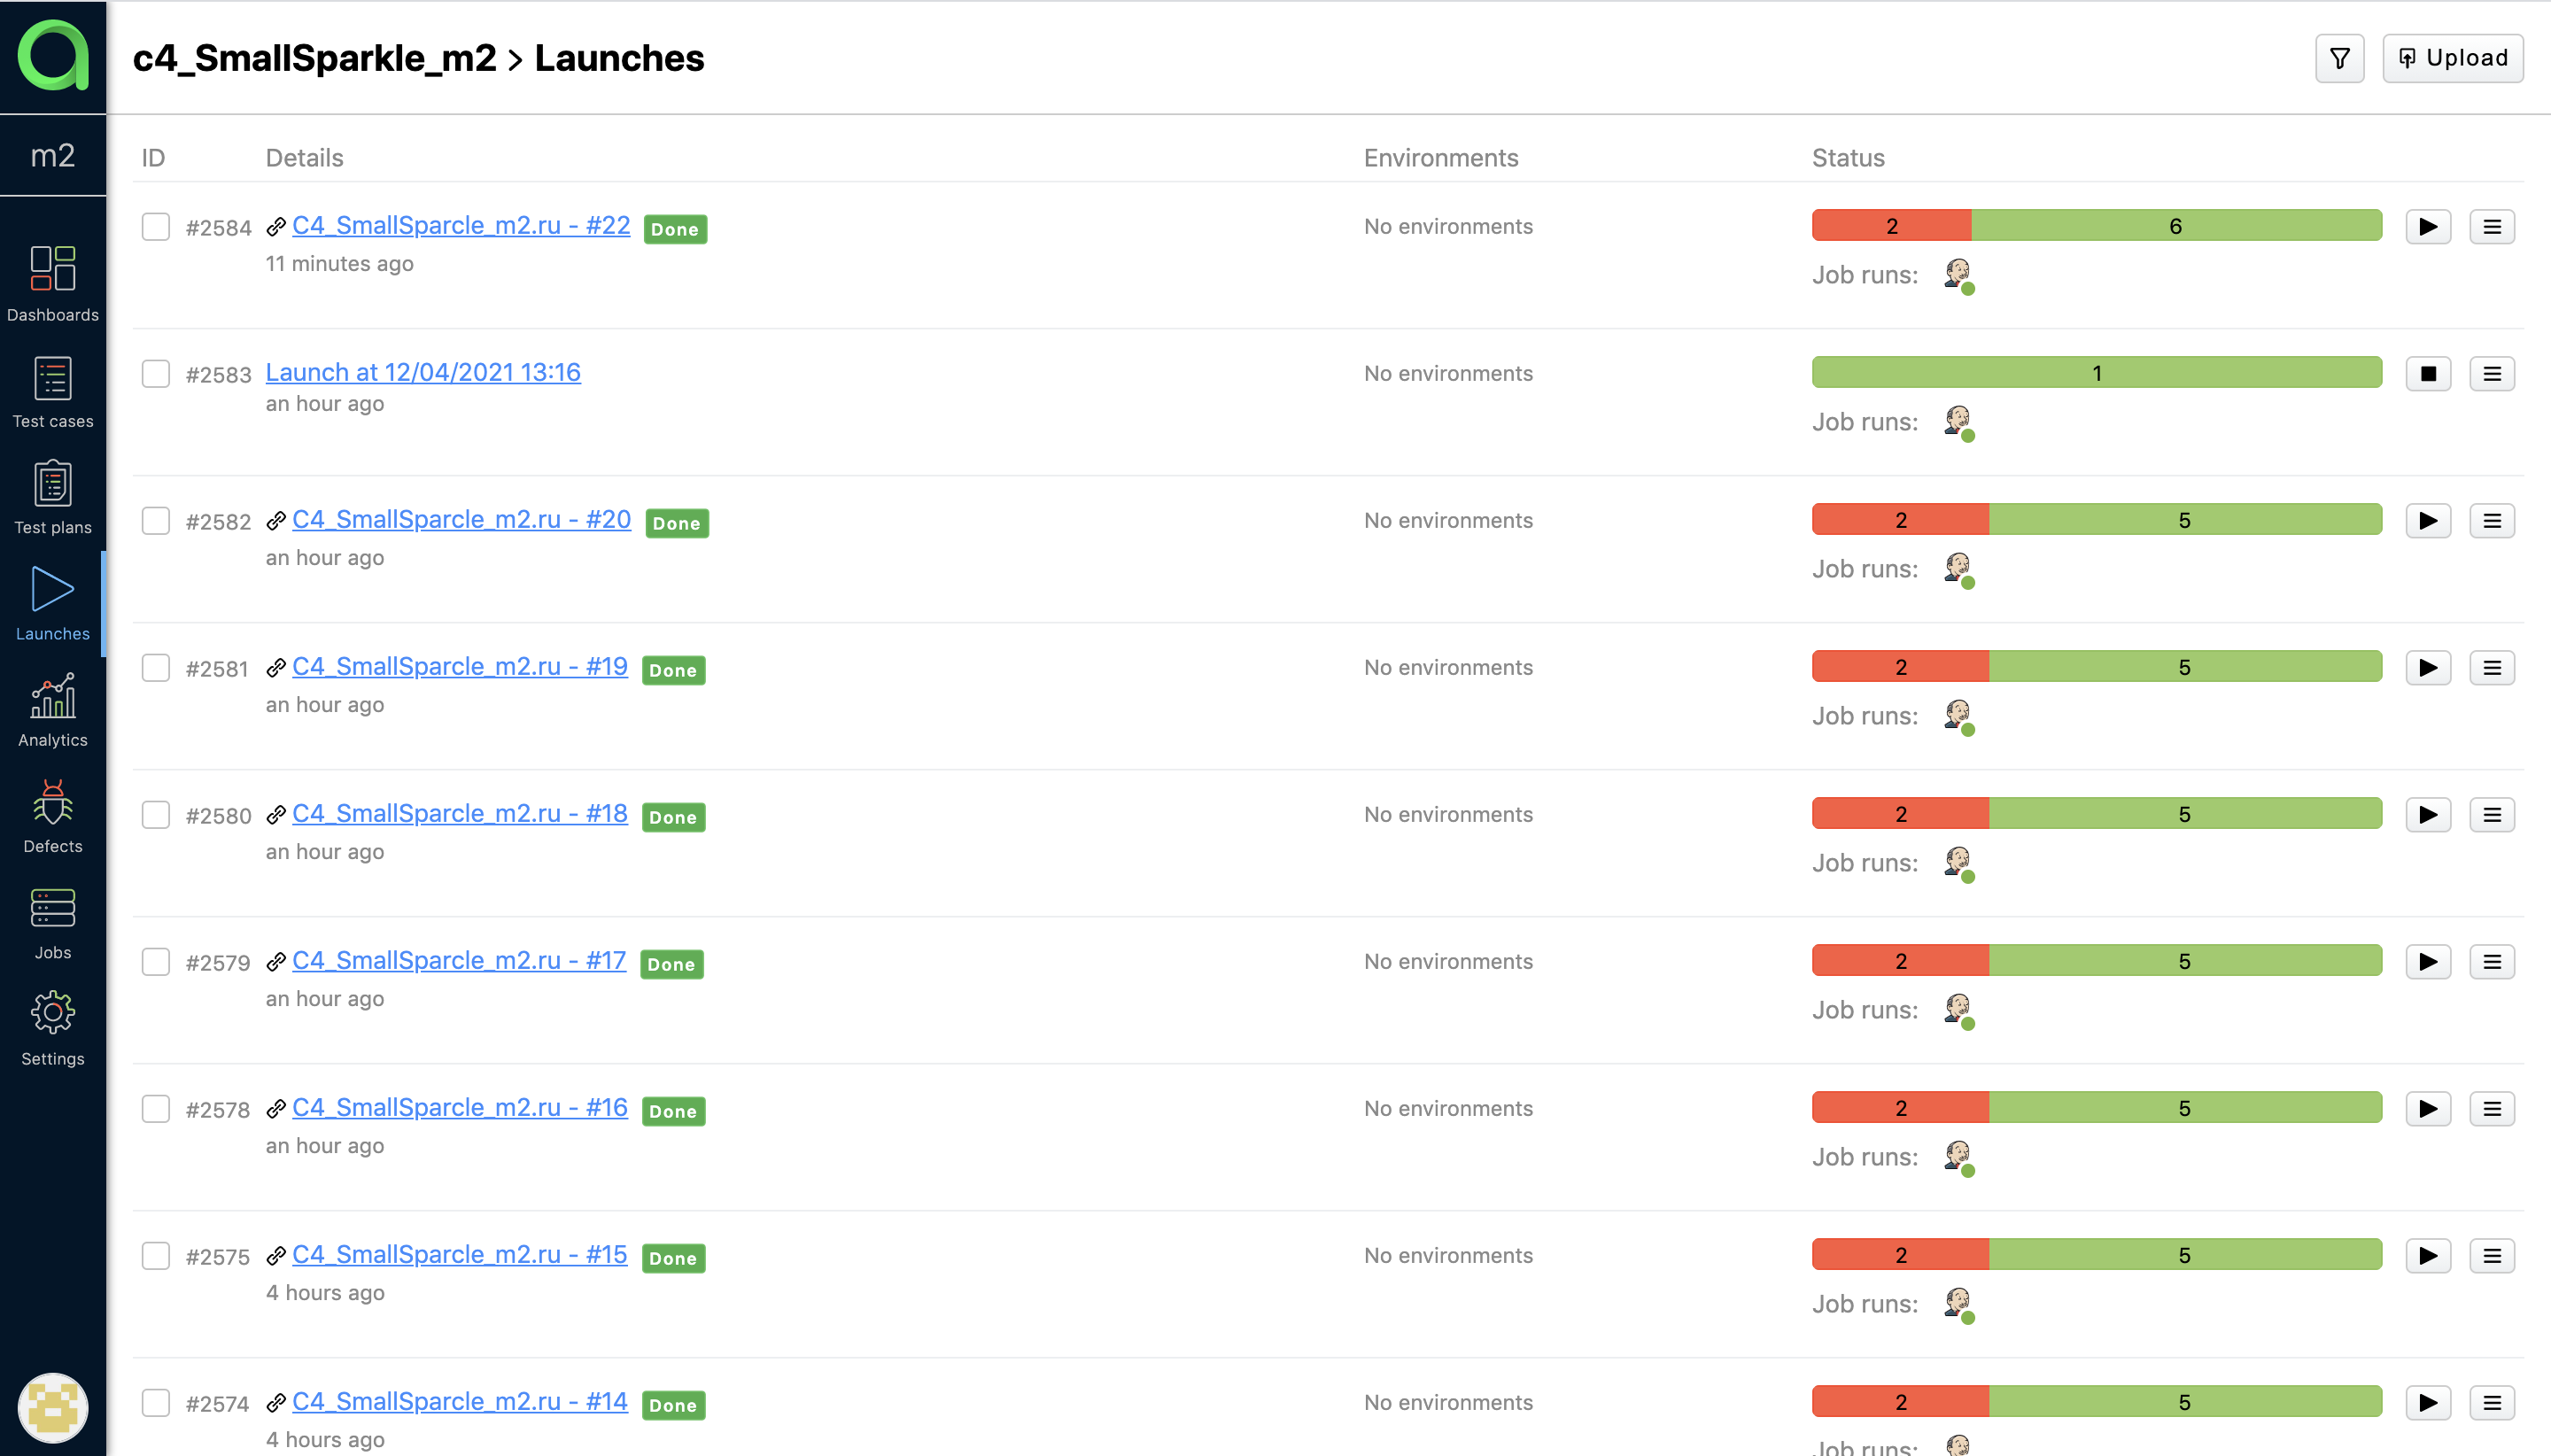 c4_SmallSparkle_m2 > Launches
Upload
m2
Dashboards
Test cases
Test plans
Launches
Analytics
Defects
Jobs
Settings
ID Details Environments Status
#2584 C4_SmallSparcle_m2.ru - #22 Done No environments 2 6
11 minutes ago Job runs:
#2583 Launch at 12/04/2021 13:16 No environments 1
an hour ago Job runs:
#2582 C4_SmallSparcle_m2.ru - #20 Done No environments 2 5
an hour ago Job runs:
#2581 C4_SmallSparcle_m2.ru - #19 Done No environments 2 5
an hour ago Job runs:
#2580 C4_SmallSparcle_m2.ru - #18 Done No environments 2 5
an hour ago Job runs:
#2579 C4_SmallSparcle_m2.ru - #17 Done No environments 2 5
an hour ago Job runs:
#2578 C4_SmallSparcle_m2.ru - #16 Done No environments 2 5
an hour ago Job runs:
#2575 C4_SmallSparcle_m2.ru - #15 Done No environments 2 5
4 hours ago Job runs:
#2574 C4_SmallSparcle_m2.ru - #14 Done No environments 2 5
4 hours ago Job runs: